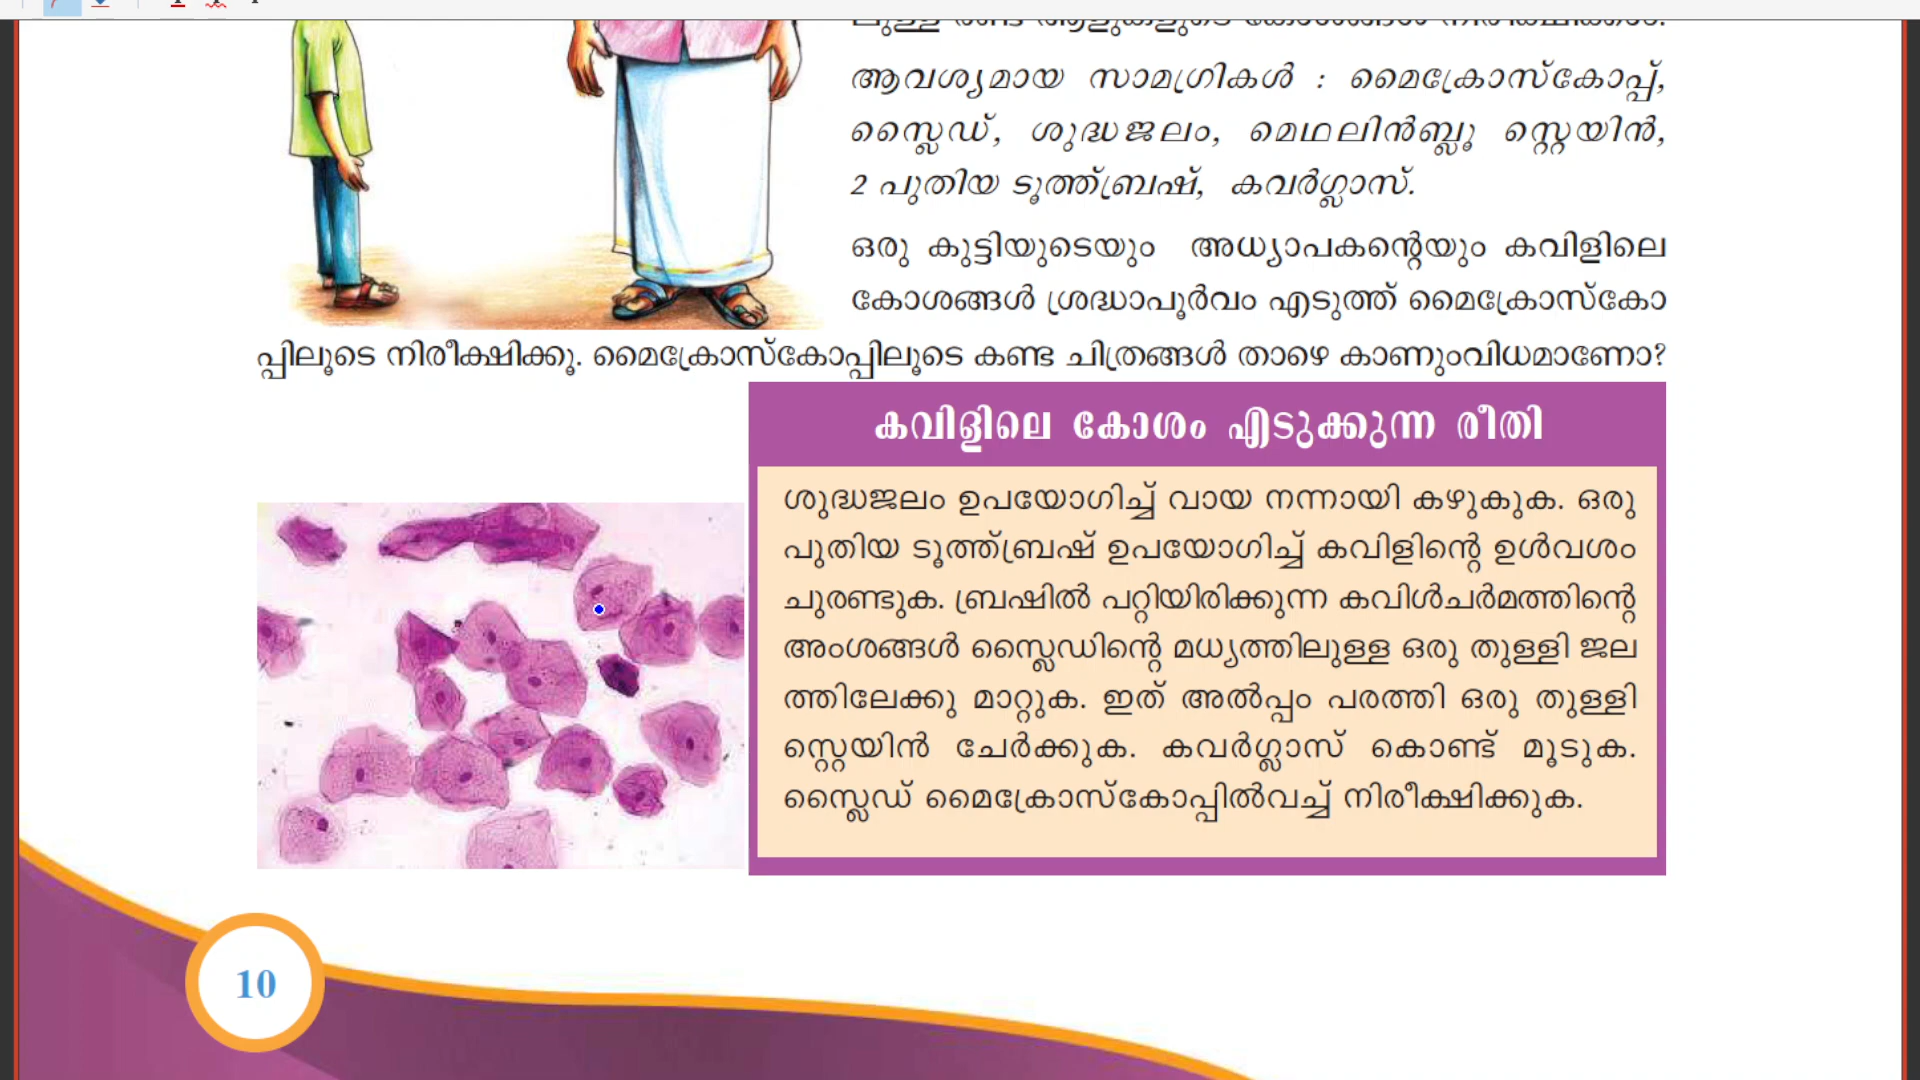 ആവശ്യമായ സാമഗ്രികൾ : മൈക്രോസ്കോപ്പ്,
സ്ലൈഡ്, ശുദ്ധജലം, മെഥലിൻബ്ലൂ സ്റ്റെയിൻ,
2 പുതിയ ടൂത്ത്ബ്രഷ്, കവർഗ്ലാസ്.
ഒരു കുട്ടിയുടെയും അധ്യാപകന്റെയും കവിളിലെ
കോശങ്ങൾ ശ്രദ്ധാപൂർവം എടുത്ത് മൈക്രോസ്കോ
പ്പിലൂടെ നിരീക്ഷിക്കൂ. മൈക്രോസ്കോപ്പിലൂടെ കണ്ട ചിത്രങ്ങൾ താഴെ കാണുംവിധമാണോ?
കവിളിലെ കോശം എടുക്കുന്ന രീതി
ശുദ്ധജലം ഉപയോഗിച്ച് വായ നന്നായി കഴുകുക. ഒരു
പുതിയ ടൂത്ത്ബ്രഷ് ഉപയോഗിച്ച് കവിളിന്റെ ഉൾവശം
ചുരണ്ടുക. ബ്രഷിൽ പറ്റിയിരിക്കുന്ന കവിൾചർമത്തിന്റെ
അംശങ്ങൾ സ്ലൈഡിന്റെ മധ്യത്തിലുള്ള ഒരു തുള്ളി ജല
ത്തിലേക്കു മാറ്റുക. ഇത് അൽപ്പം പരത്തി ഒരു തുള്ളി
സ്റ്റെയിൻ ചേർക്കുക. കവർഗ്ലാസ് കൊണ്ട് മൂടുക.
സ്ലൈഡ് മൈക്രോസ്കോപ്പിൽവച്ച് നിരീക്ഷിക്കുക.
10